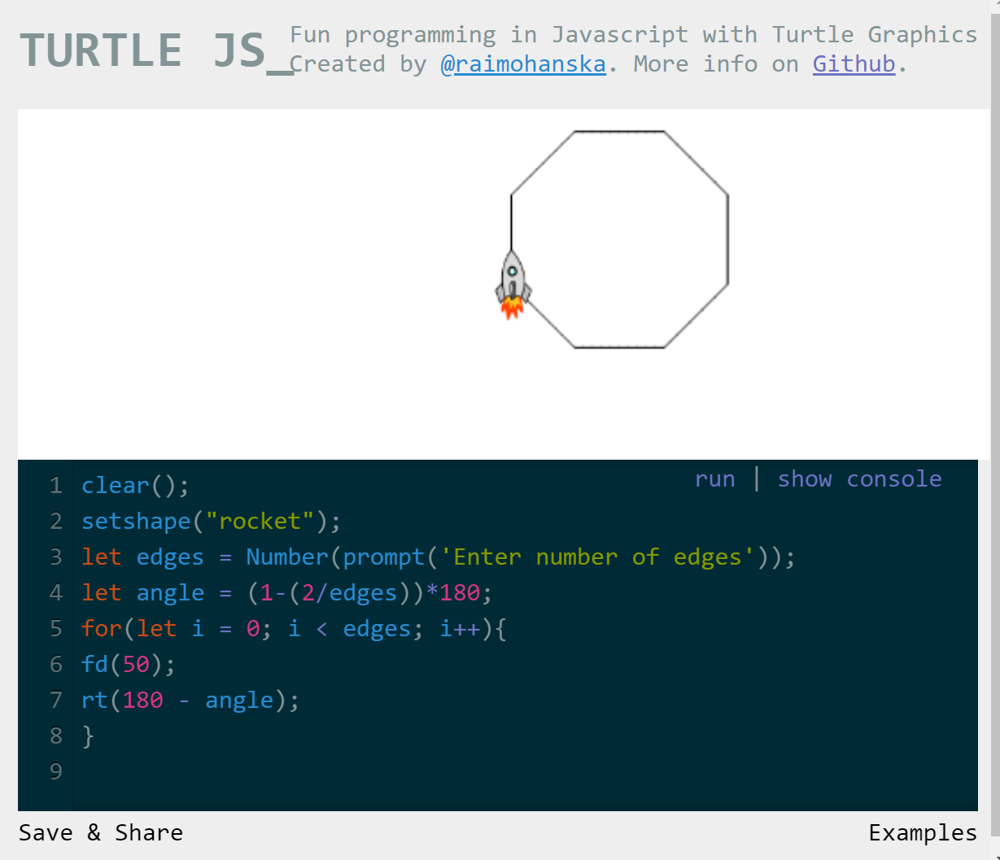 TURTLE JS_
Fun programming in Javascript with Turtle Graphics
Created by @raimohanska. More info on Github.
run | show console
1 clear();
2 setshape("rocket");
3 let edges = Number(prompt('Enter number of edges'));
4 let angle = (1-(2/edges))*180;
5 for(let i = 0; i < edges; i++){
6 fd(50);
7 rt(180 - angle);
8 }
9
Save & Share
Examples